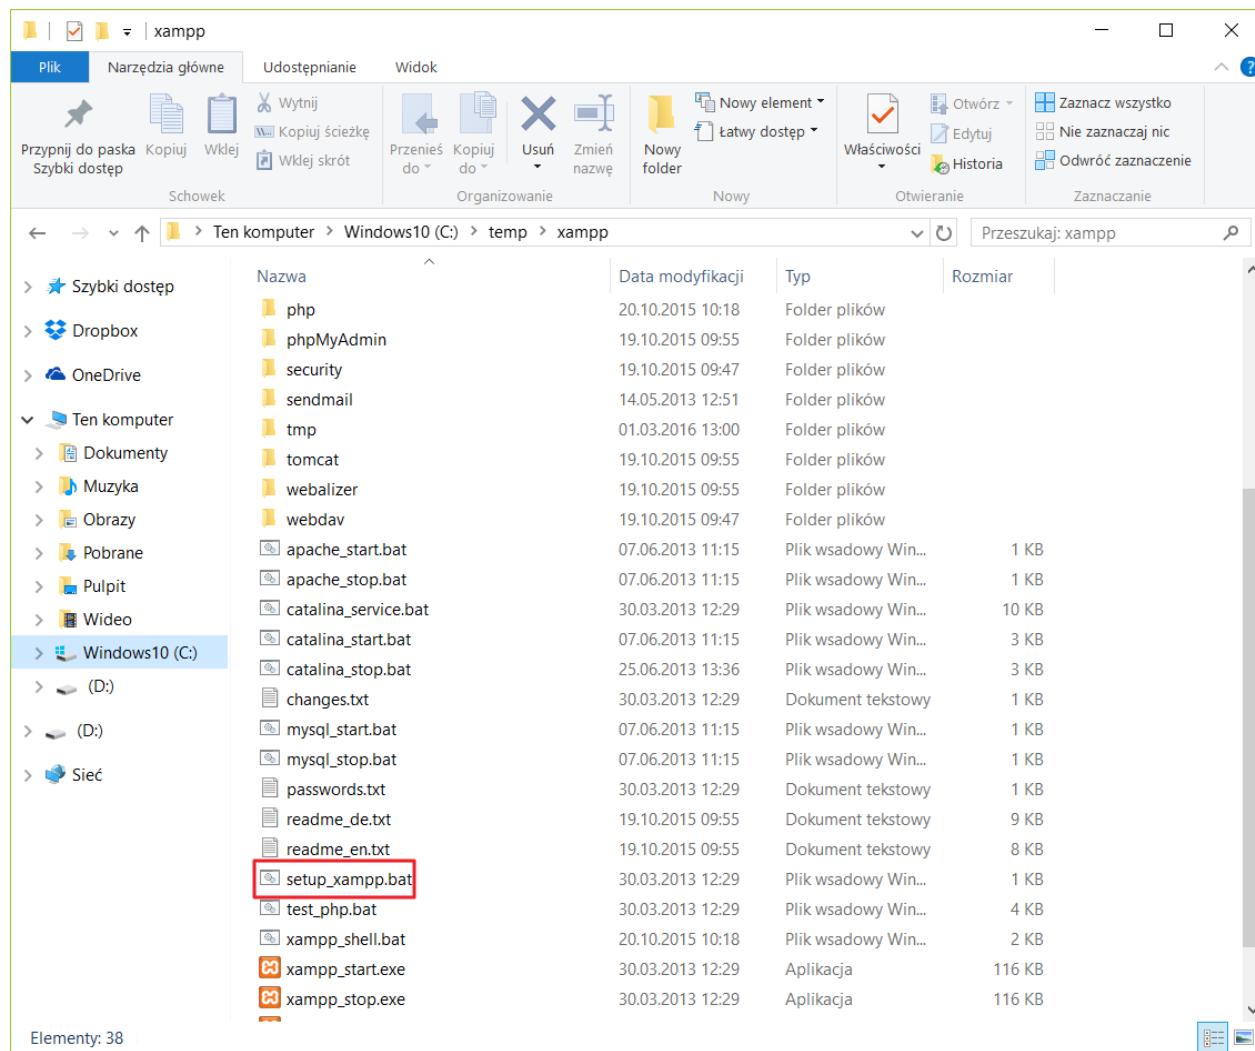 xampp
Plik Narzędzia główne Udostępnianie Widok
Przypnij do paska Szybki dostęp
Kopiuj
Wklej
Wytnij
Kopiuj ścieżkę
Wklej skrót
Schowek
Przenieś do
Kopiuj do
Usuń
Zmień nazwę
Organizowanie
Nowy folder
Nowy element
Łatwy dostęp
Nowy
Właściwości
Otwórz
Edytuj
Historia
Otwieranie
Zaznacz wszystko
Nie zaznaczaj nic
Odwróć zaznaczenie
Zaznaczanie
Ten komputer > Windows10 (C:) > temp > xampp
Przeszukaj: xampp
Szybki dostęp
Dropbox
OneDrive
Ten komputer
Dokumenty
Muzyka
Obrazy
Pobrane
Pulpit
Wideo
Windows10 (C:)
(D:)
(D:)
Sieć
Nazwa Data modyfikacji Typ Rozmiar
php 20.10.2015 10:18 Folder plików
phpMyAdmin 19.10.2015 09:55 Folder plików
security 19.10.2015 09:47 Folder plików
sendmail 14.05.2013 12:51 Folder plików
tmp 01.03.2016 13:00 Folder plików
tomcat 19.10.2015 09:55 Folder plików
webalizer 19.10.2015 09:55 Folder plików
webdav 19.10.2015 09:47 Folder plików
apache_start.bat 07.06.2013 11:15 Plik wsadowy Win... 1 KB
apache_stop.bat 07.06.2013 11:15 Plik wsadowy Win... 1 KB
catalina_service.bat 30.03.2013 12:29 Plik wsadowy Win... 10 KB
catalina_start.bat 07.06.2013 11:15 Plik wsadowy Win... 3 KB
catalina_stop.bat 25.06.2013 13:36 Plik wsadowy Win... 3 KB
changes.txt 30.03.2013 12:29 Dokument tekstowy 1 KB
mysql_start.bat 07.06.2013 11:15 Plik wsadowy Win... 1 KB
mysql_stop.bat 07.06.2013 11:15 Plik wsadowy Win... 1 KB
passwords.txt 30.03.2013 12:29 Dokument tekstowy 1 KB
readme_de.txt 19.10.2015 09:55 Dokument tekstowy 9 KB
readme_en.txt 19.10.2015 09:55 Dokument tekstowy 8 KB
setup_xampp.bat 30.03.2013 12:29 Plik wsadowy Win... 1 KB
test_php.bat 30.03.2013 12:29 Plik wsadowy Win... 4 KB
xampp_shell.bat 20.10.2015 10:18 Plik wsadowy Win... 2 KB
xampp_start.exe 30.03.2013 12:29 Aplikacja 116 KB
xampp_stop.exe 30.03.2013 12:29 Aplikacja 116 KB
Elementy: 38